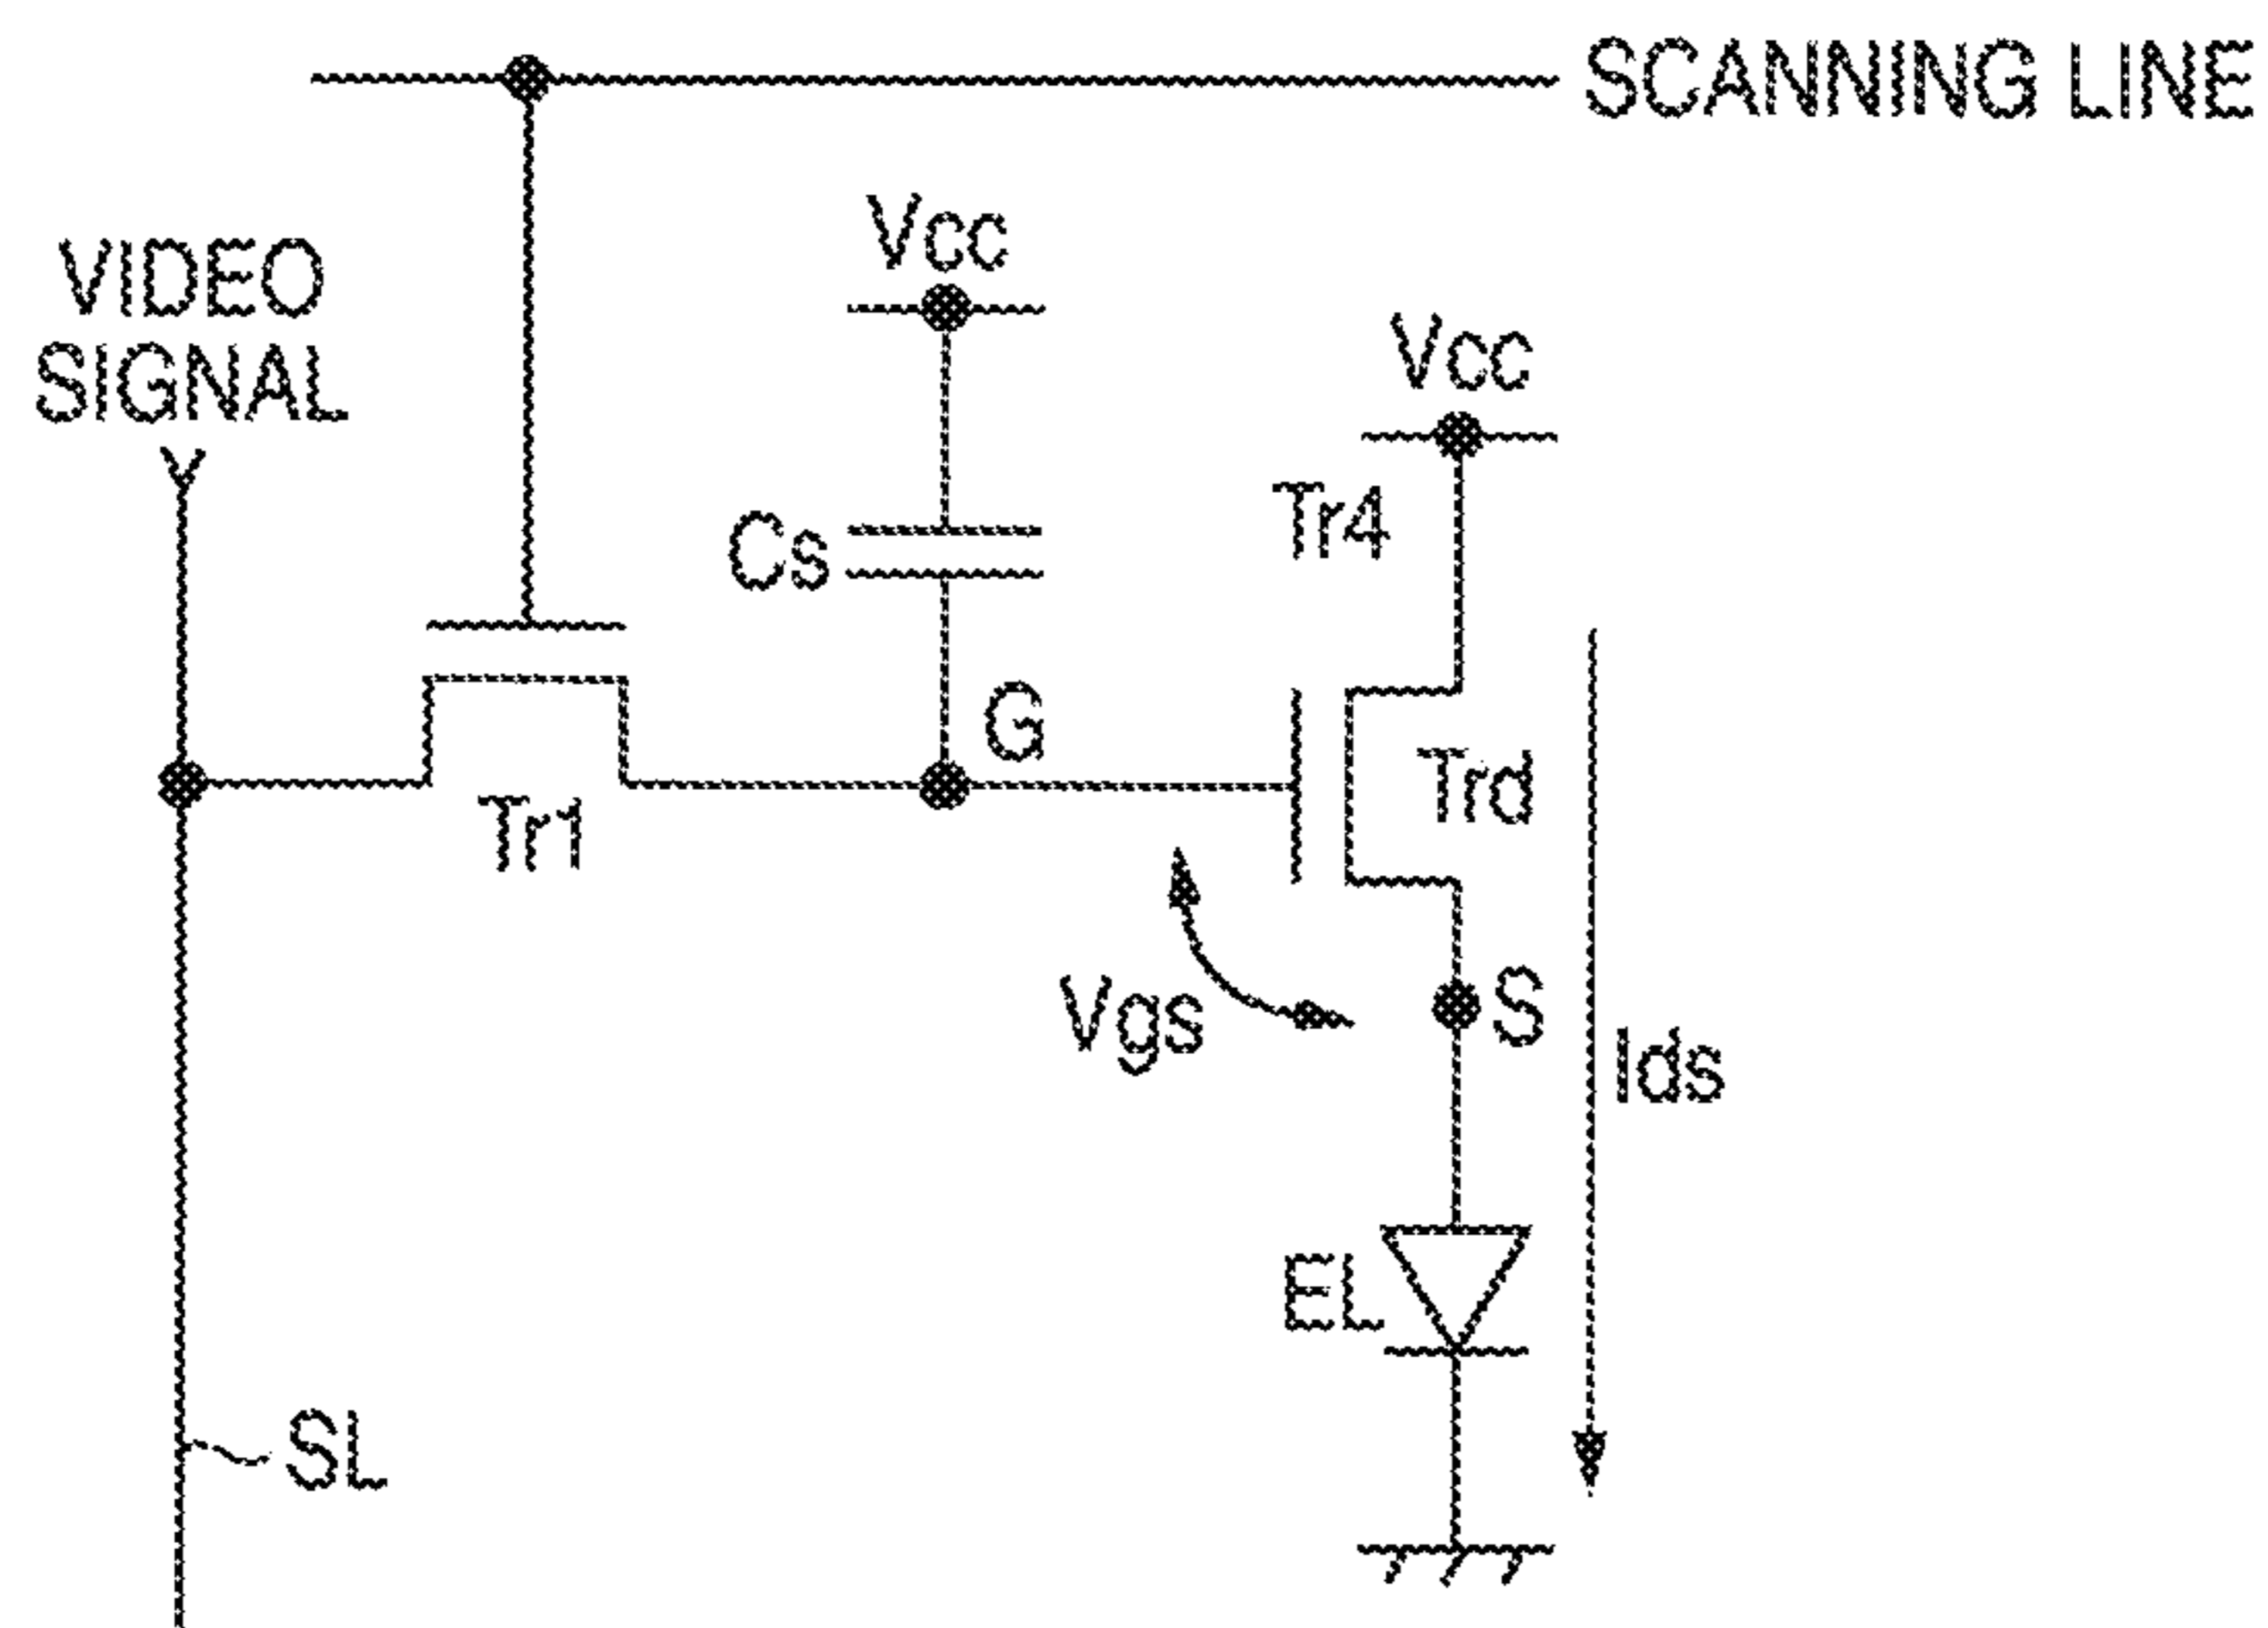 SCANNING LINE
VIDEO
SIGNAL
Vcc
Vcc
Tr4
Cs
G
Trd
Tr1
Vgs
S
Ids
EL
SL